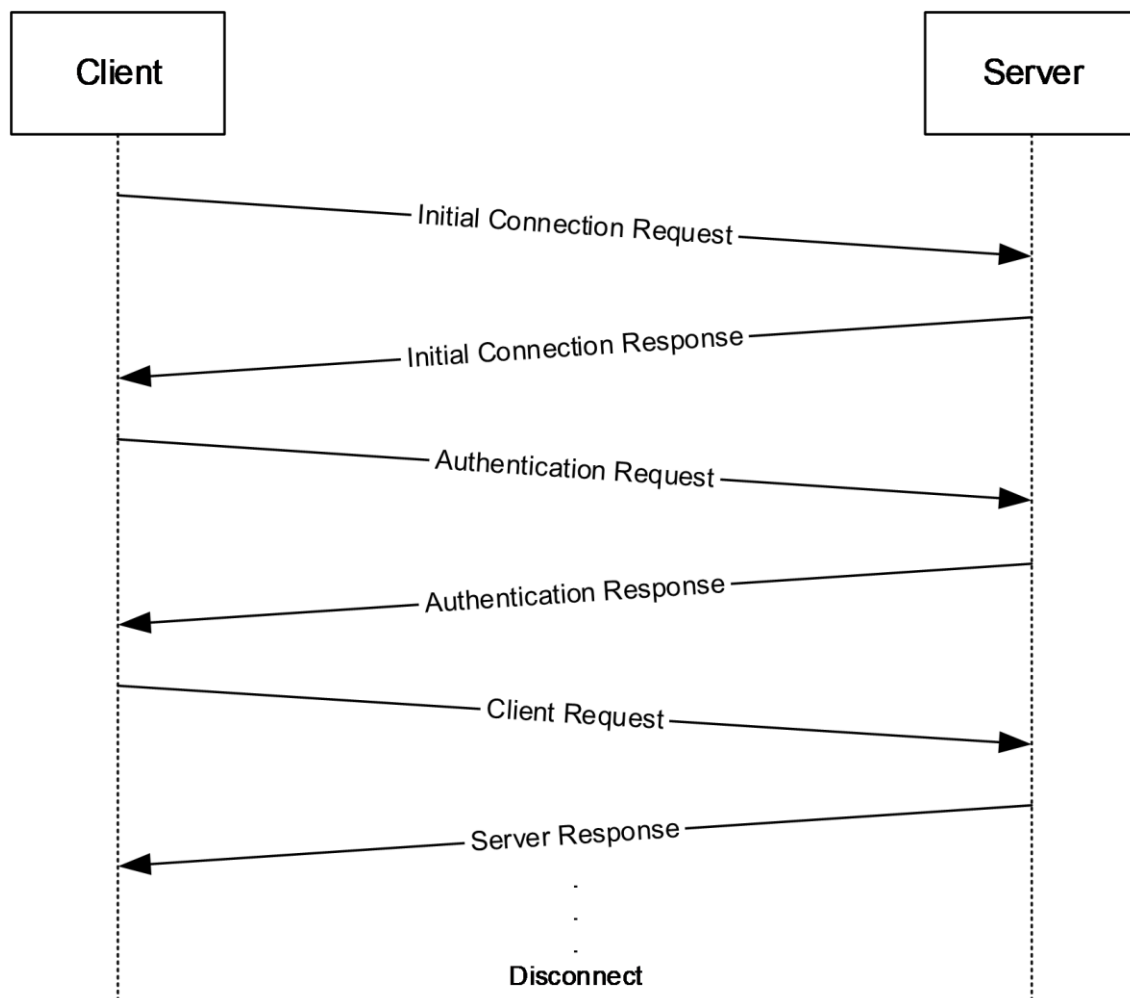 Client
Server
Initial Connection Request
Initial Connection Response
Authentication Request
Authentication Response
Client Request
Server Response
.
.
.
Disconnect